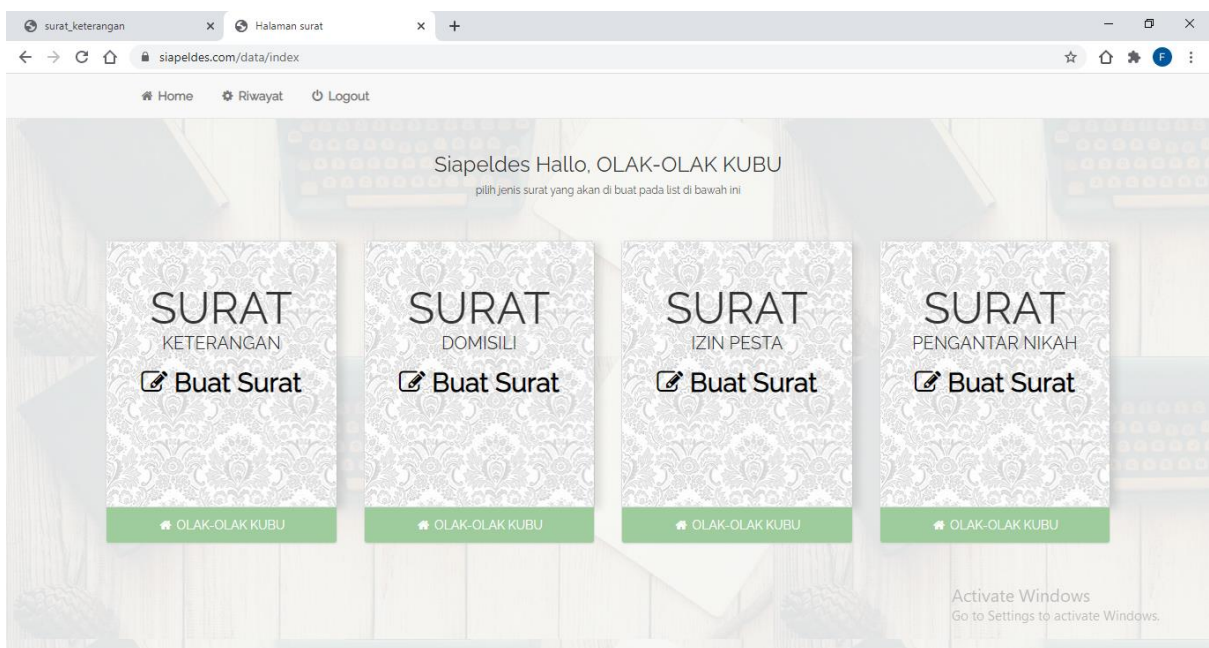 surat_keterangan
Halaman surat
siapeldes.com/data/index
F
Home Riwayat Logout
Siapeldes Hallo, OLAK-OLAK KUBU
pilih jenis surat yang akan di buat pada list di bawah ini
SURAT
KETERANGAN
Buat Surat
OLAK-OLAK KUBU
SURAT
DOMISILI
Buat Surat
OLAK-OLAK KUBU
SURAT
IZIN PESTA
Buat Surat
OLAK-OLAK KUBU
SURAT
PENGANTAR NIKAH
Buat Surat
OLAK-OLAK KUBU
Activate Windows
Go to Settings to activate Windows.